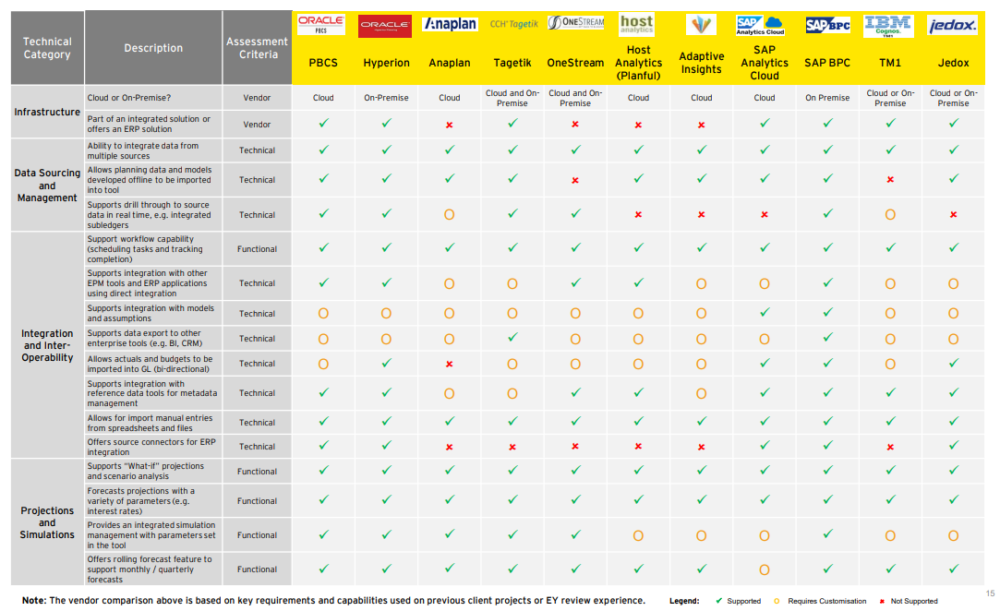 ORACLE
PBCS
ORACLE
Anaplan
CCH® Tagetik
ONESTREAM
host
analytics
SAP
Analytics Cloud
SAP BPC
IBM
Cognos.
TM1
jedox.
Technical
Category
Description
Assessment
Criteria
PBCS
Hyperion
Anaplan
Tagetik
OneStream
Host
Analytics
(Planful)
Adaptive
Insights
SAP
Analytics
Cloud
SAP BPC
TM1
Jedox
Infrastructure
Cloud or On-Premise?
Vendor
Cloud
On-Premise
Cloud
Cloud and On-
Premise
Cloud and On-
Premise
Cloud
Cloud
Cloud
On Premise
Cloud or On-
Premise
Cloud or On-
Premise
Part of an integrated solution or
offers an ERP solution
Vendor
✓ ✓ ✗ ✓ ✗ ✗ ✗ ✓ ✓ ✓ ✓
Data Sourcing
and
Management
Ability to integrate data from
multiple sources
Technical
✓ ✓ ✓ ✓ ✓ ✓ ✓ ✓ ✓ ✓ ✓
Allows planning data and models
developed offline to be imported
into tool
Technical
✓ ✓ ✓ ✓ ✗ ✓ ✓ ✓ ✓ ✗ ✓
Supports drill through to source
data in real time, e.g. integrated
subledgers
Technical
✓ ✓ O ✓ ✓ ✗ ✗ ✗ ✓ O ✗
Integration
and Inter-
Operability
Support workflow capability
(scheduling tasks and tracking
completion)
Functional
✓ ✓ ✓ ✓ ✓ ✓ ✓ ✓ ✓ ✓ ✓
Supports integration with other
EPM tools and ERP applications
using direct integration
Technical
✓ ✓ O O ✓ ✓ O O ✓ O O
Supports integration with models
and assumptions
Technical
O O O O O O O ✓ ✓ O O
Supports data export to other
enterprise tools (e.g. BI, CRM)
Technical
O O O ✓ O O O O ✓ O O
Allows actuals and budgets to be
imported into GL (bi-directional)
Technical
O ✓ ✗ O O O O ✓ ✓ O ✓
Supports integration with
reference data tools for metadata
management
Technical
✓ ✓ O O ✓ ✓ O ✓ ✓ ✓ ✓
Allows for import manual entries
from spreadsheets and files
Technical
✓ ✓ ✓ ✓ ✓ ✓ ✓ ✓ ✓ ✓ ✓
Offers source connectors for ERP
integration
Technical
✓ ✓ ✗ ✗ ✗ ✗ ✗ ✓ ✓ ✗ ✓
Projections
and
Simulations
Supports “What-if” projections
and scenario analysis
Functional
✓ ✓ ✓ ✓ ✓ ✓ ✓ ✓ ✓ ✓ ✓
Forecasts projections with a
variety of parameters (e.g.
interest rates)
Functional
✓ ✓ ✓ ✓ ✓ ✓ ✓ ✓ ✓ ✓ ✓
Provides an integrated simulation
management with parameters set
in the tool
Functional
✓ ✓ ✓ ✓ ✓ O O O ✓ O O
Offers rolling forecast feature to
support monthly / quarterly
forecasts
Functional
✓ ✓ ✓ ✓ ✓ ✓ ✓ O ✓ ✓ ✓
15
Note: The vendor comparison above is based on key requirements and capabilities used on previous client projects or EY review experience.
Legend: ✓ Supported O Requires Customisation ✗ Not Supported